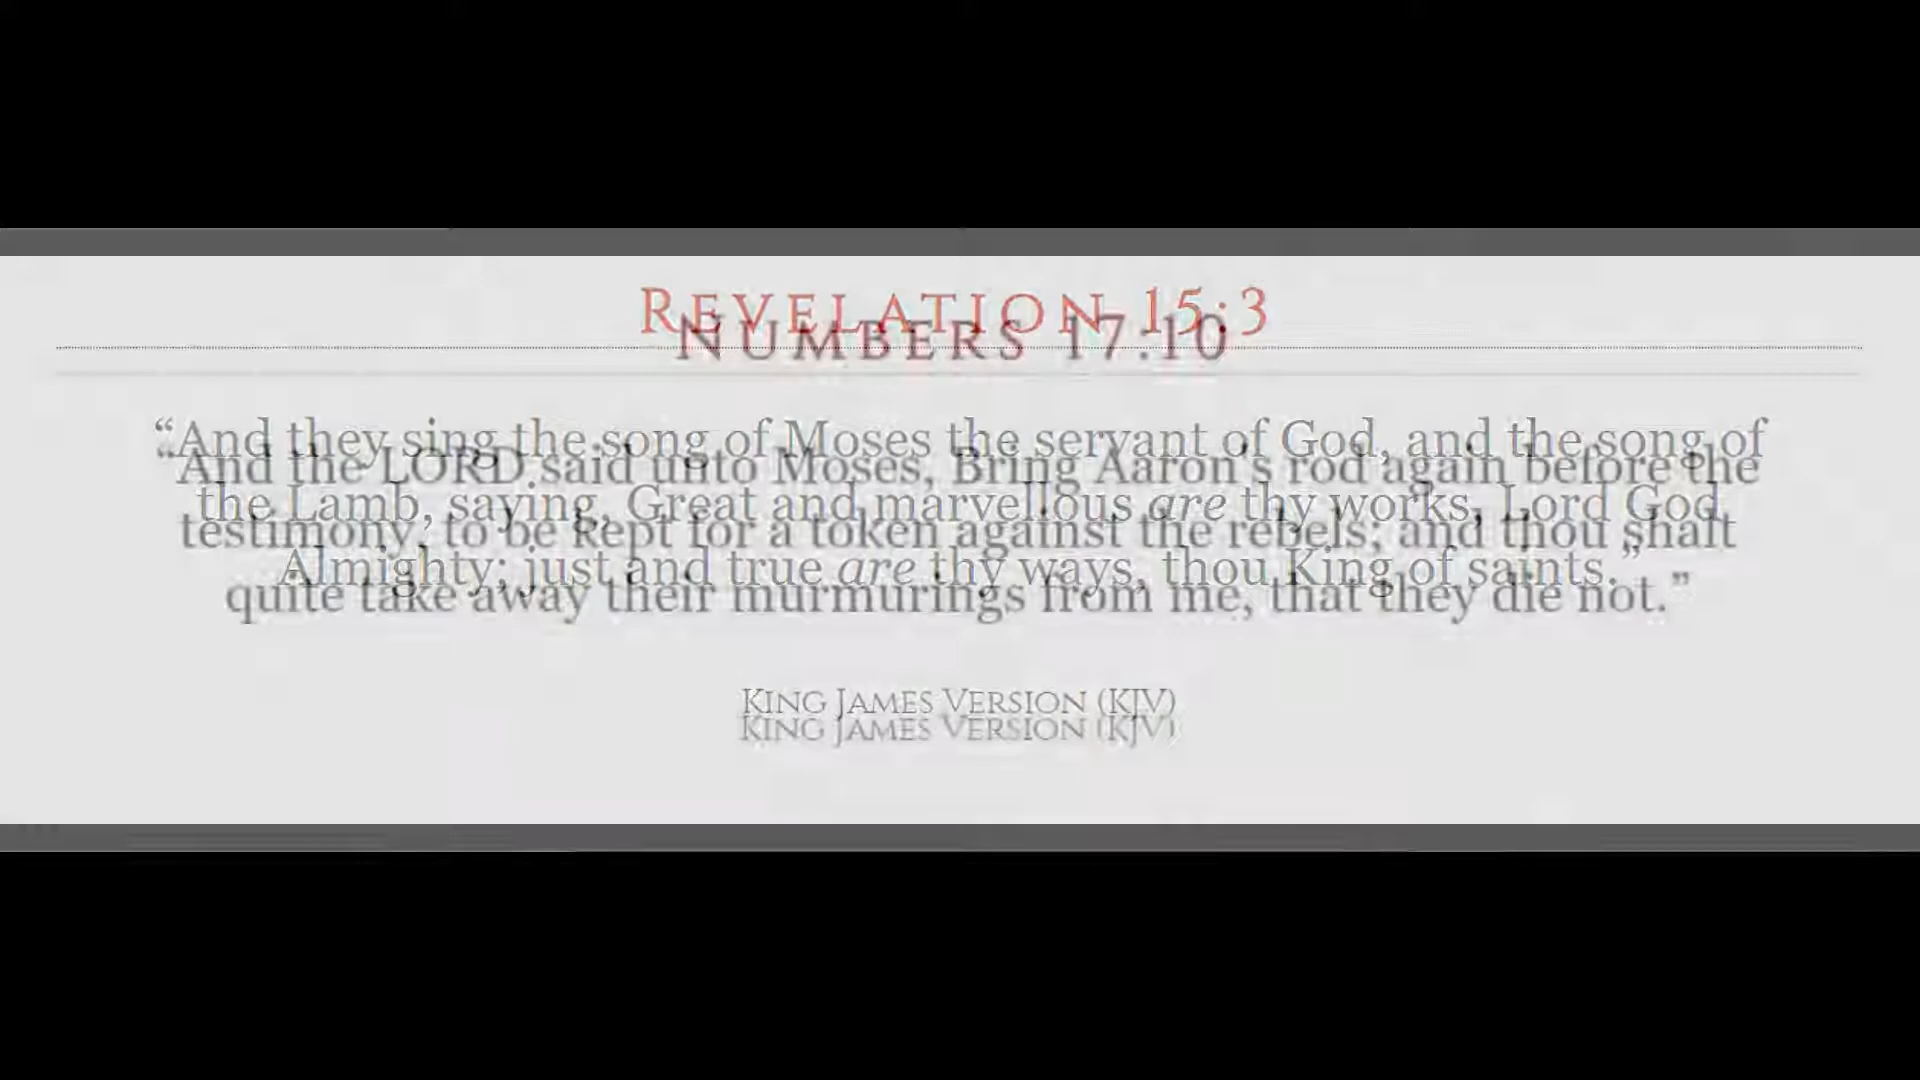 REVELATION 15:3
NUMBERS 17:10
“And they sing the song of Moses the servant of God, and the song of
“And the LORD said unto Moses, Bring Aaron's rod again before the
the Lamb, saying, Great and marvellous are thy works, Lord God
testimony, to be kept for a token against the rebels; and thou shalt
Almighty; just and true are thy ways, thou King of saints.”
quite take away their murmurings from me, that they die not.”
KING JAMES VERSION (KJV)
KING JAMES VERSION (KJV)